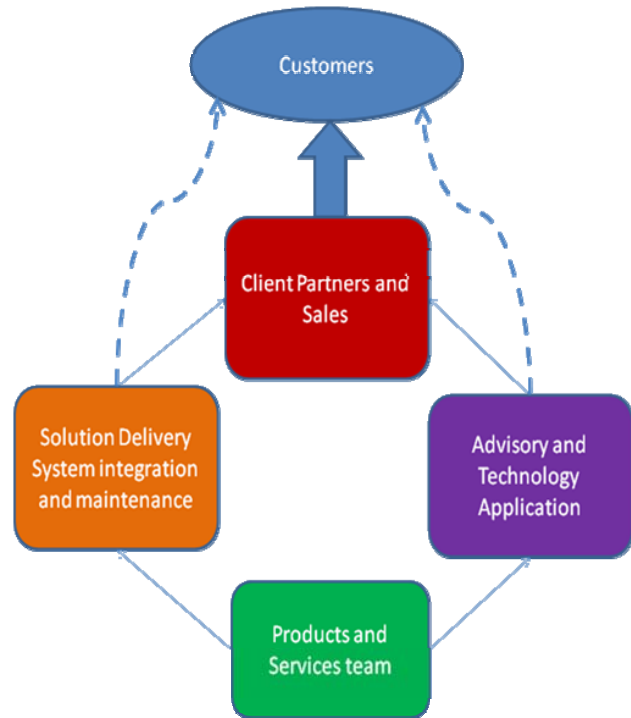 Customers
Client Partners and
Sales
Solution Delivery
System integration
and maintenance
Advisory and
Technology
Application
Products and
Services team